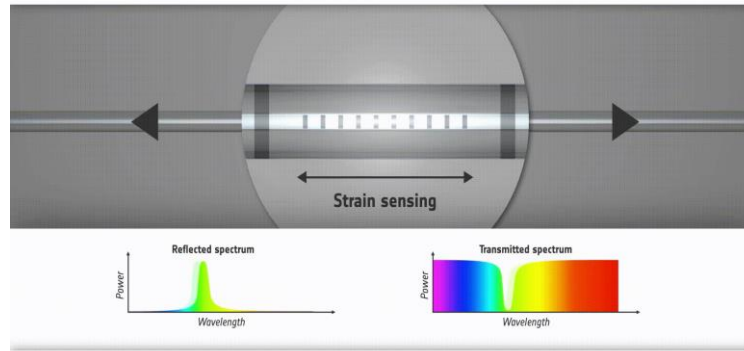 Strain sensing
Reflected spectrum
Power
Wavelength
Transmitted spectrum
Power
Wavelength